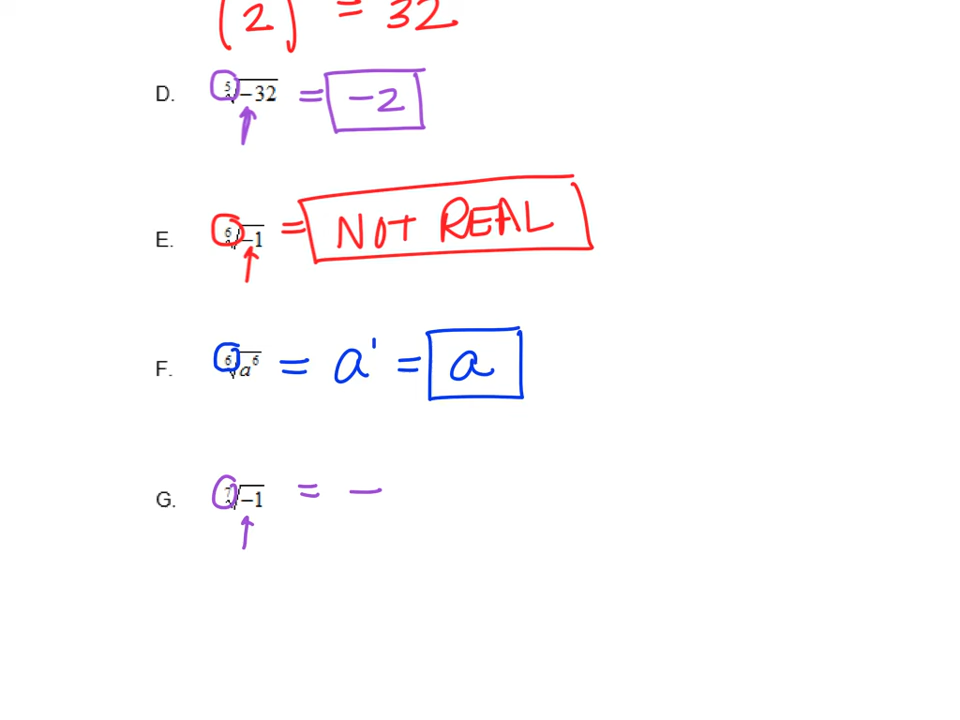 (2) = 32
D. ⁵√-32 = -2
E. ⁶√-1 = NOT REAL
F. ⁶√a⁶ = a¹ = a
G. ⁷√-1 = -